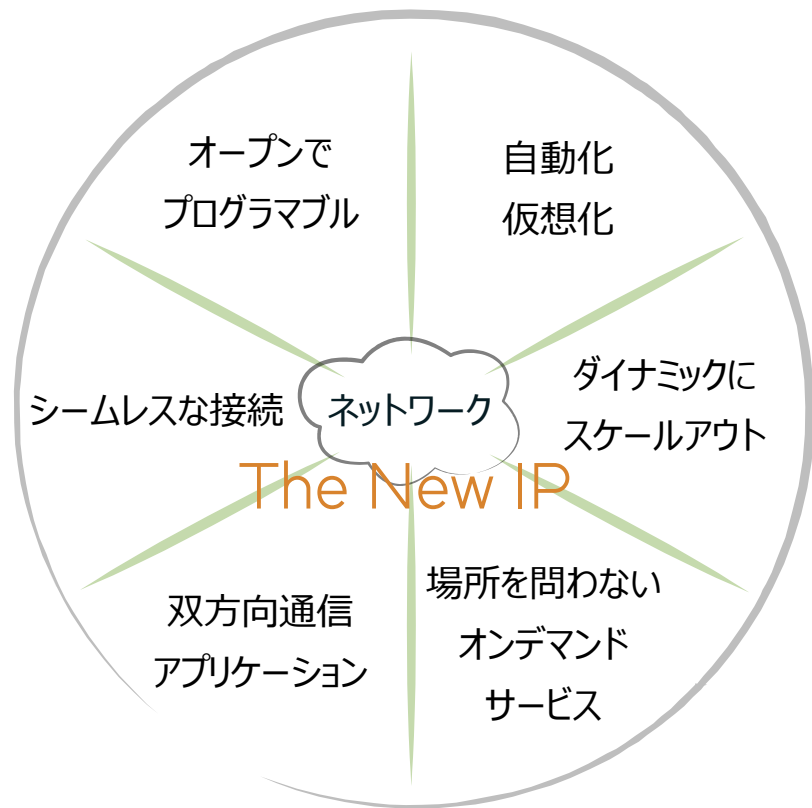 オープンで
プログラマブル
自動化
仮想化
シームレスな接続
ネットワーク
ダイナミックに
スケールアウト
The New IP
双方向通信
アプリケーション
場所を問わない
オンデマンド
サービス